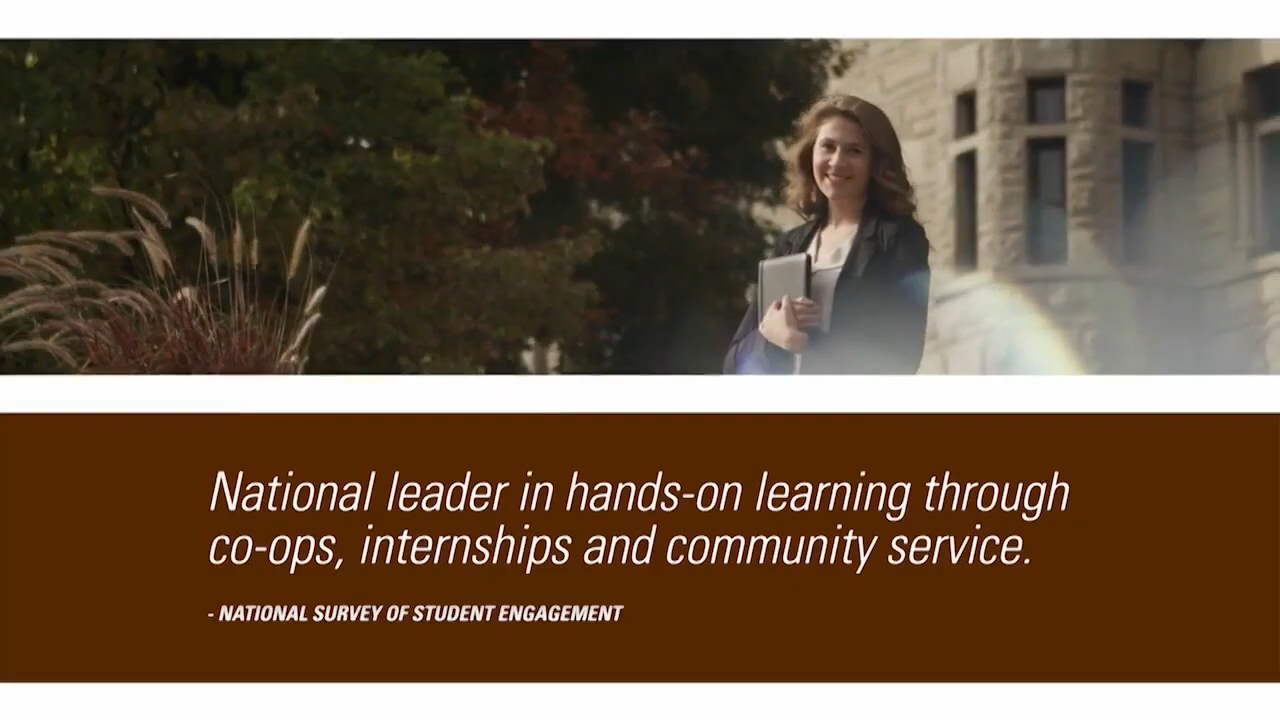 National leader in hands-on learning through
co-ops, internships and community service.
- NATIONAL SURVEY OF STUDENT ENGAGEMENT